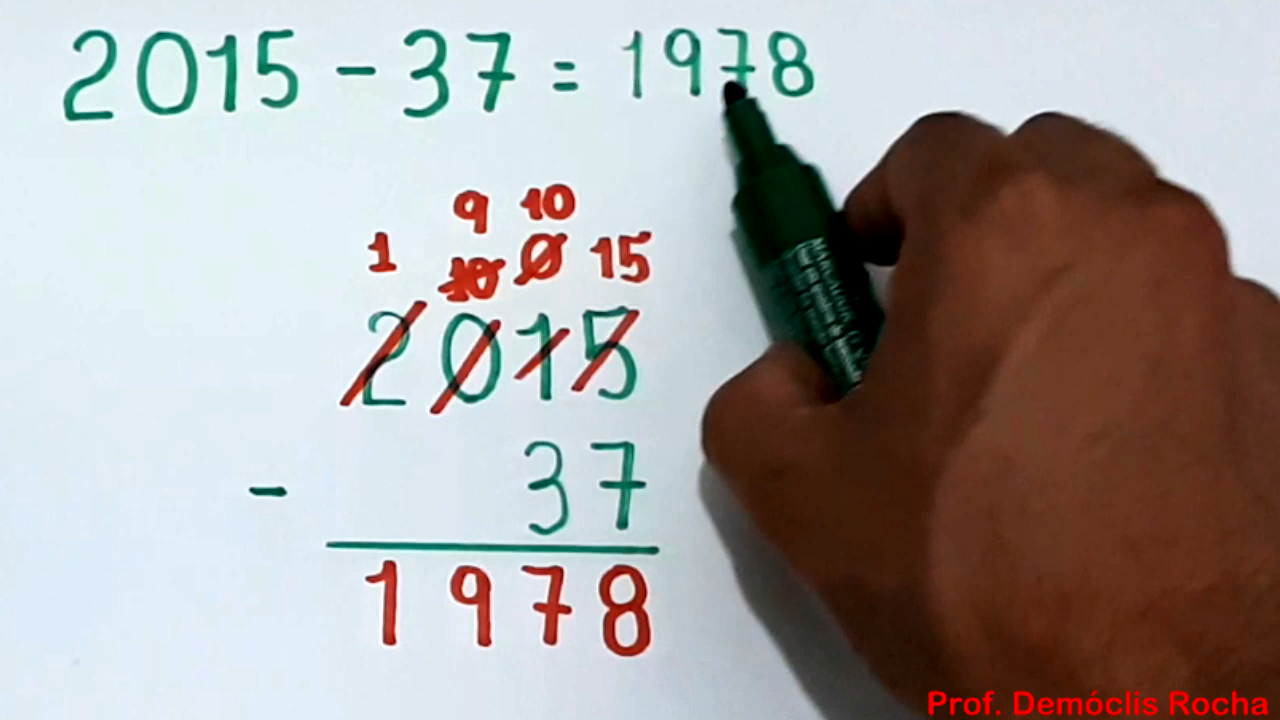 2015 - 37 = 1978
9 10
1 10 0 15
2015
- 37
1978
Prof. Demóclis Rocha